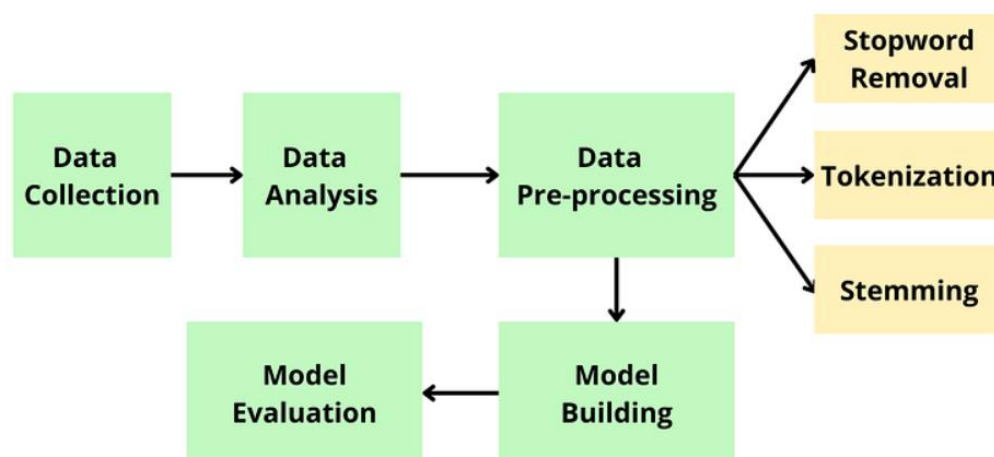 Data
Collection
Data
Analysis
Data
Pre-processing
Stopword
Removal
Tokenization
Stemming
Model
Building
Model
Evaluation